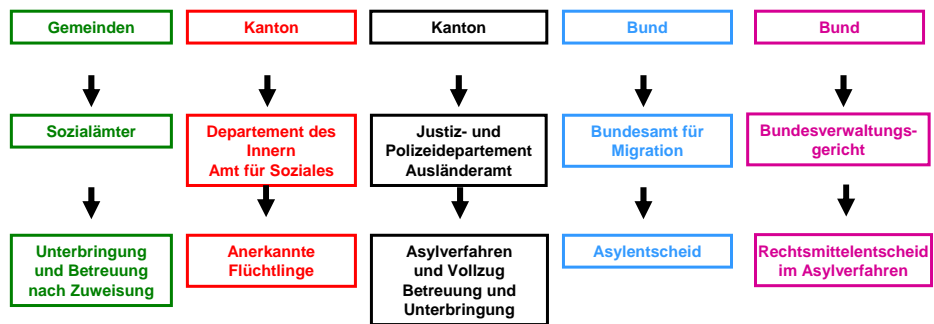 Gemeinden
Kanton
Kanton
Bund
Bund
Sozialämter
Departement des
Innern
Amt für Soziales
Justiz- und
Polizeidepartement
Ausländeramt
Bundesamt für
Migration
Bundesverwaltungs-
gericht
Unterbringung
und Betreuung
nach Zuweisung
Anerkannte
Flüchtlinge
Asylverfahren
und Vollzug
Betreuung und
Unterbringung
Asylentscheid
Rechtsmittelentscheid
im Asylverfahren